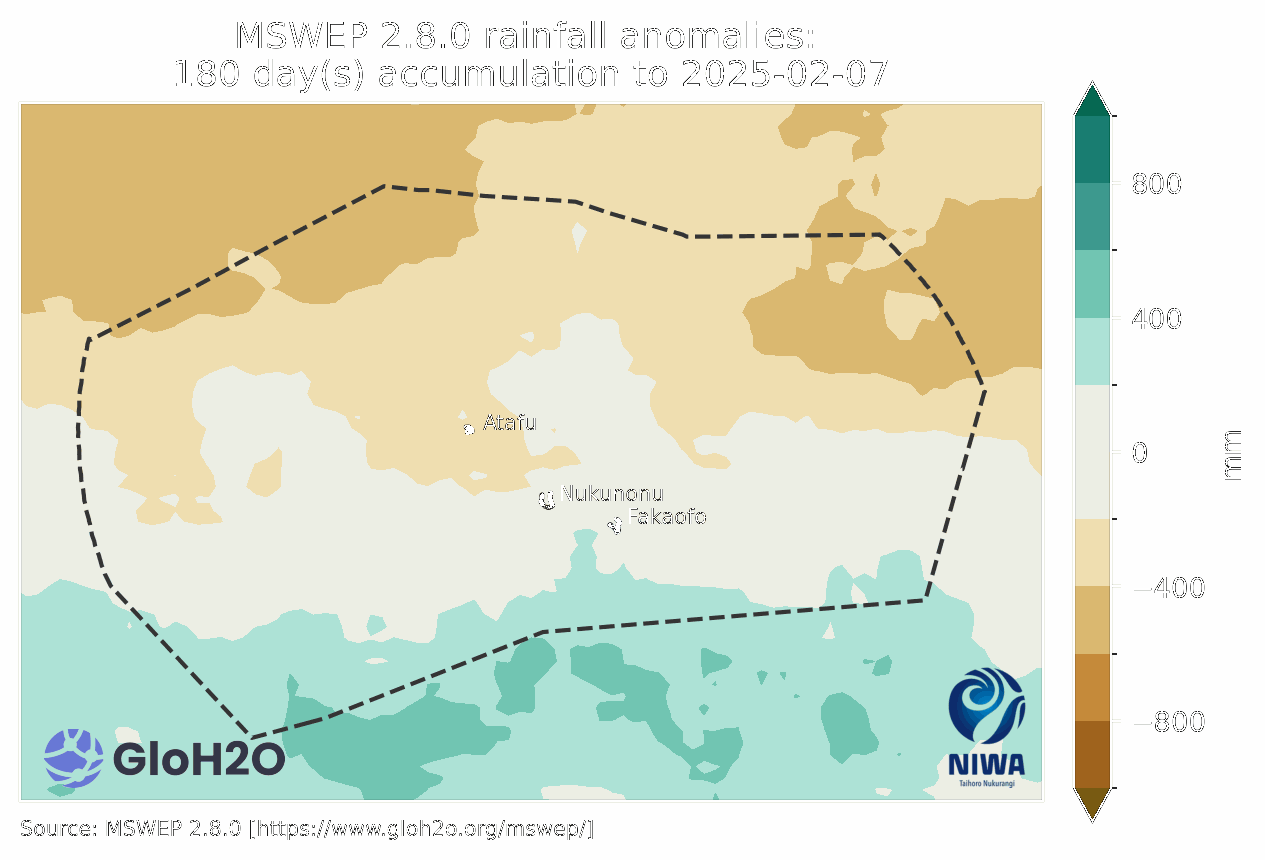 MSWEP 2.8.0 rainfall anomalies:
180 day(s) accumulation to 2025-02-07
800
400
0
−400
−800
mm
Atafu
Nukunonu
Fakaofo
GloH2O
NIWA
Taihoro Nukurangi
Source: MSWEP 2.8.0 [https://www.gloh2o.org/mswep/]